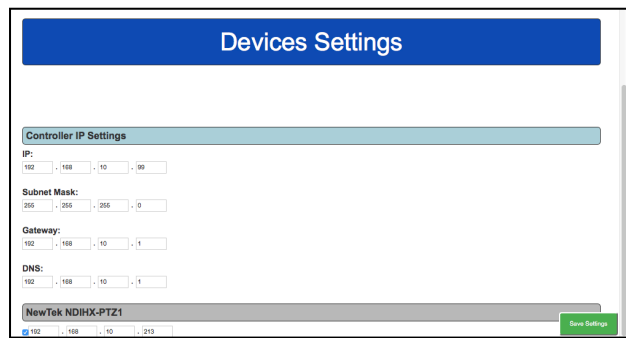 Devices Settings
Controller IP Settings
IP:
192 . 168 . 10 . 99
Subnet Mask:
255 . 255 . 255 . 0
Gateway:
192 . 168 . 10 . 1
DNS:
192 . 168 . 10 . 1
NewTek NDIHX-PTZ1
192 . 168 . 10 . 213
Save Settings